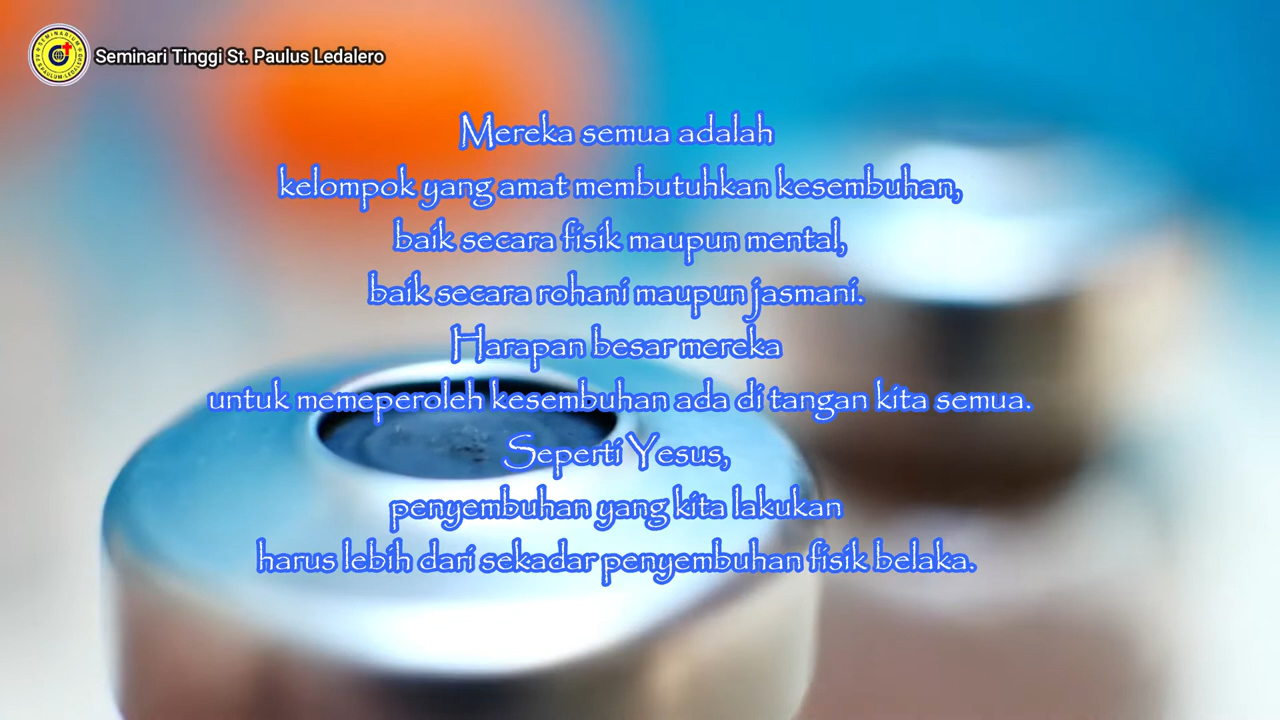 Seminari Tinggi St. Paulus Ledalero
Mereka semua adalah
kelompok yang amat membutuhkan kesembuhan,
baik secara fisik maupun mental,
baik secara rohani maupun jasmani.
Harapan besar mereka
untuk memeperoleh kesembuhan ada di tangan kita semua.
Seperti Yesus,
penyembuhan yang kita lakukan
harus lebih dari sekadar penyembuhan fisik belaka.